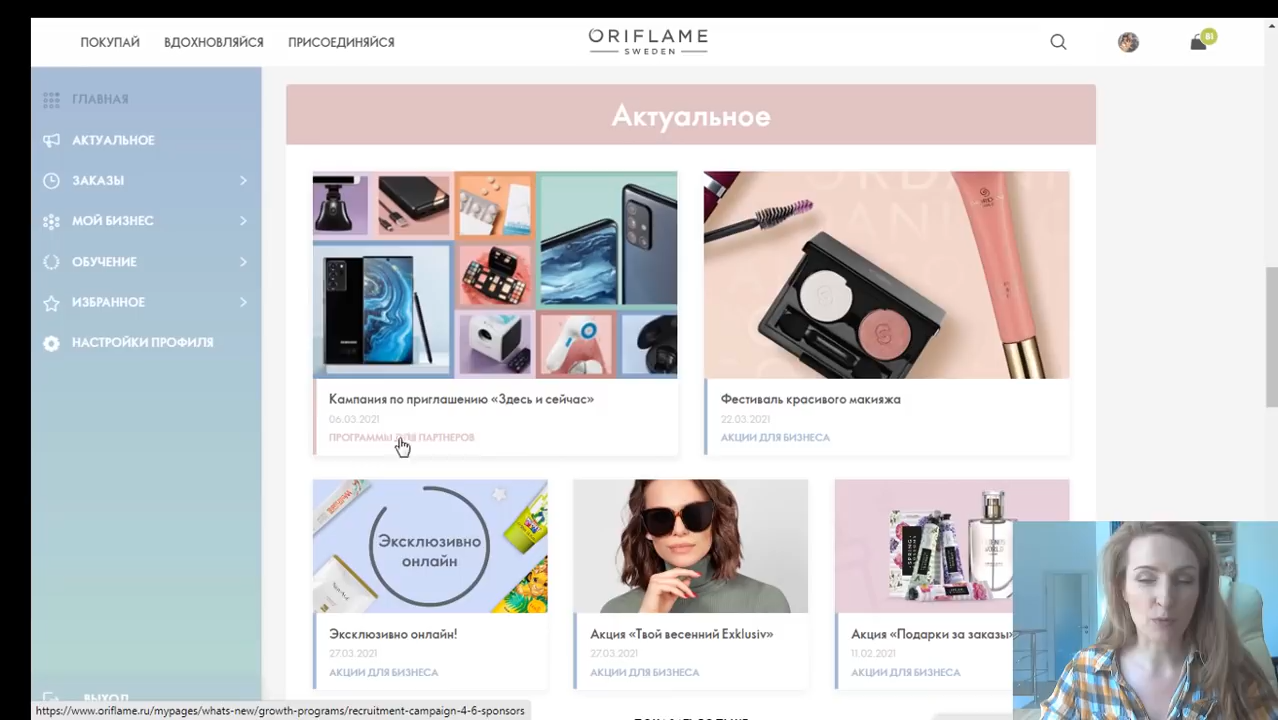 ПОКУПАЙ ВДОХНОВЛЯЙСЯ ПРИСОЕДИНЯЙСЯ
ORIFLAME
SWEDEN
81
ГЛАВНАЯ
АКТУАЛЬНОЕ
ЗАКАЗЫ
МОЙ БИЗНЕС
ОБУЧЕНИЕ
ИЗБРАННОЕ
НАСТРОЙКИ ПРОФИЛЯ
ВЫХОД
Актуальное
Кампания по приглашению «Здесь и сейчас»
06.03.2021
ПРОГРАММЫ ДЛЯ ПАРТНЕРОВ
Фестиваль красивого макияжа
22.03.2021
АКЦИИ ДЛЯ БИЗНЕСА
Эксклюзивно
онлайн
Эксклюзивно онлайн!
27.03.2021
АКЦИИ ДЛЯ БИЗНЕСА
Акция «Твой весенний Exklusiv»
27.03.2021
АКЦИИ ДЛЯ БИЗНЕСА
Акция «Подарки за заказы»
11.02.2021
АКЦИИ ДЛЯ БИЗНЕСА
https://www.oriflame.ru/mypages/whats-new/growth-programs/recruitment-campaign-4-6-sponsors